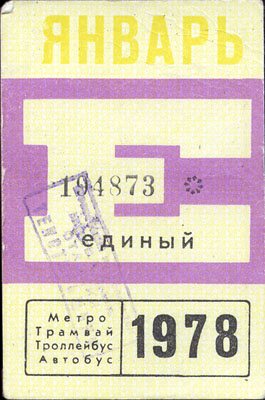 ЯНВАРЬ
194873
единый
Метро
Трамвай
Троллейбус
Автобус
1978